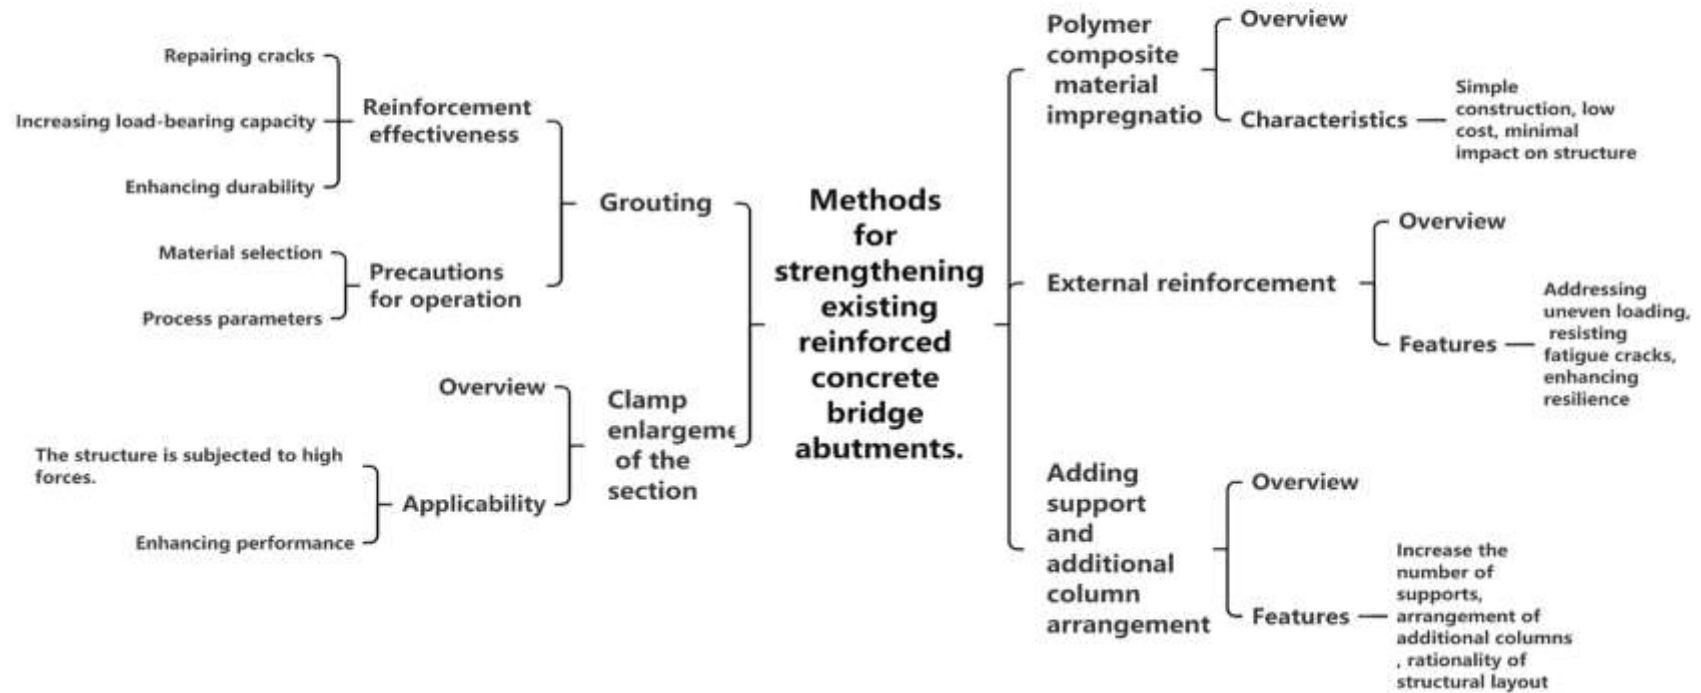 Repairing cracks
Increasing load-bearing capacity
Enhancing durability
Reinforcement
effectiveness
Material selection
Process parameters
Precautions
for operation
Grouting
Overview
The structure is subjected to high
forces.
Enhancing performance
Applicability
Clamp
enlargeme
of the
section
Methods
for
strengthening
existing
reinforced
concrete
bridge
abutments.
Polymer
composite
material
impregnatio
Overview
Characteristics
Simple
construction, low
cost, minimal
impact on structure
External reinforcement
Overview
Features
Addressing
uneven loading,
resisting
fatigue cracks,
enhancing
resilience
Adding
support
and
additional
column
arrangement
Overview
Features
Increase the
number of
supports,
arrangement of
additional columns
, rationality of
structural layout